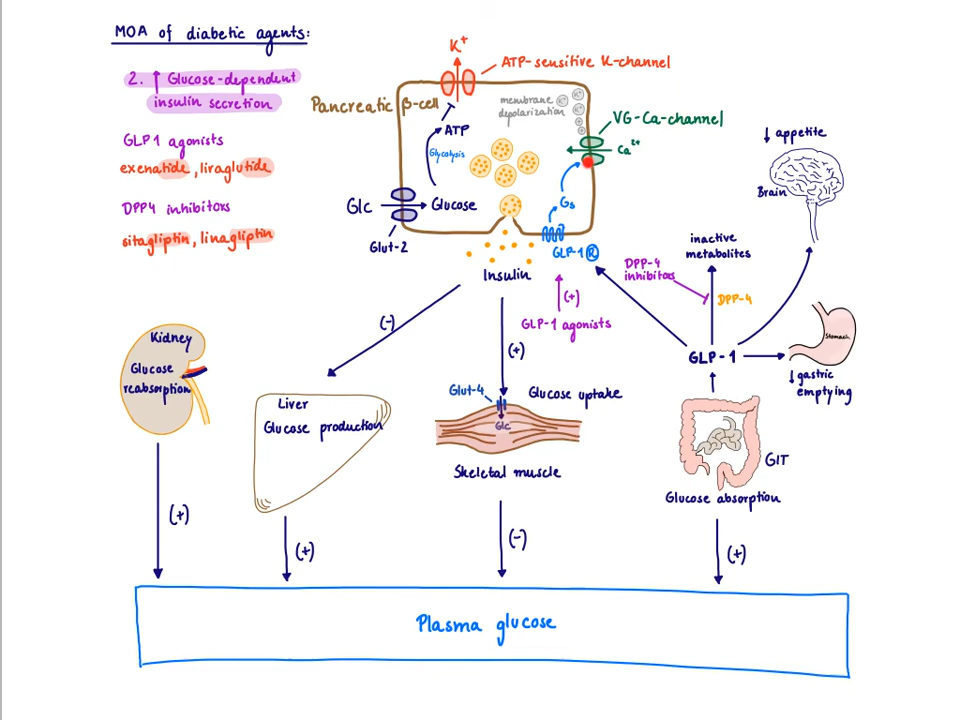 MOA of diabetic agents:
2. ↑ Glucose-dependent
insulin secretion
GLP1 agonists
exenatide, liraglutide
DPP4 inhibitors
sitagliptin, linagliptin
K⁺
ATP-sensitive K-channel
Pancreatic β-cell
membrane
depolarization
K⁺
K⁺
VG-Ca-channel
Ca²⁺
ATP
Glycolysis
Glc
Glucose
Glut-2
Gs
GLP-1 R
Insulin
(+)
GLP-1 agonists
↓ appetite
Brain
inactive
metabolites
DPP-4
inhibitors
DPP-4
GLP-1
Stomach
↓ gastric
emptying
(-)
(+)
Kidney
Glucose
reabsorption
Liver
Glucose production
Glut-4
Glucose uptake
Glc
Skeletal muscle
GIT
Glucose absorption
(+)
(+)
(-)
(+)
Plasma glucose